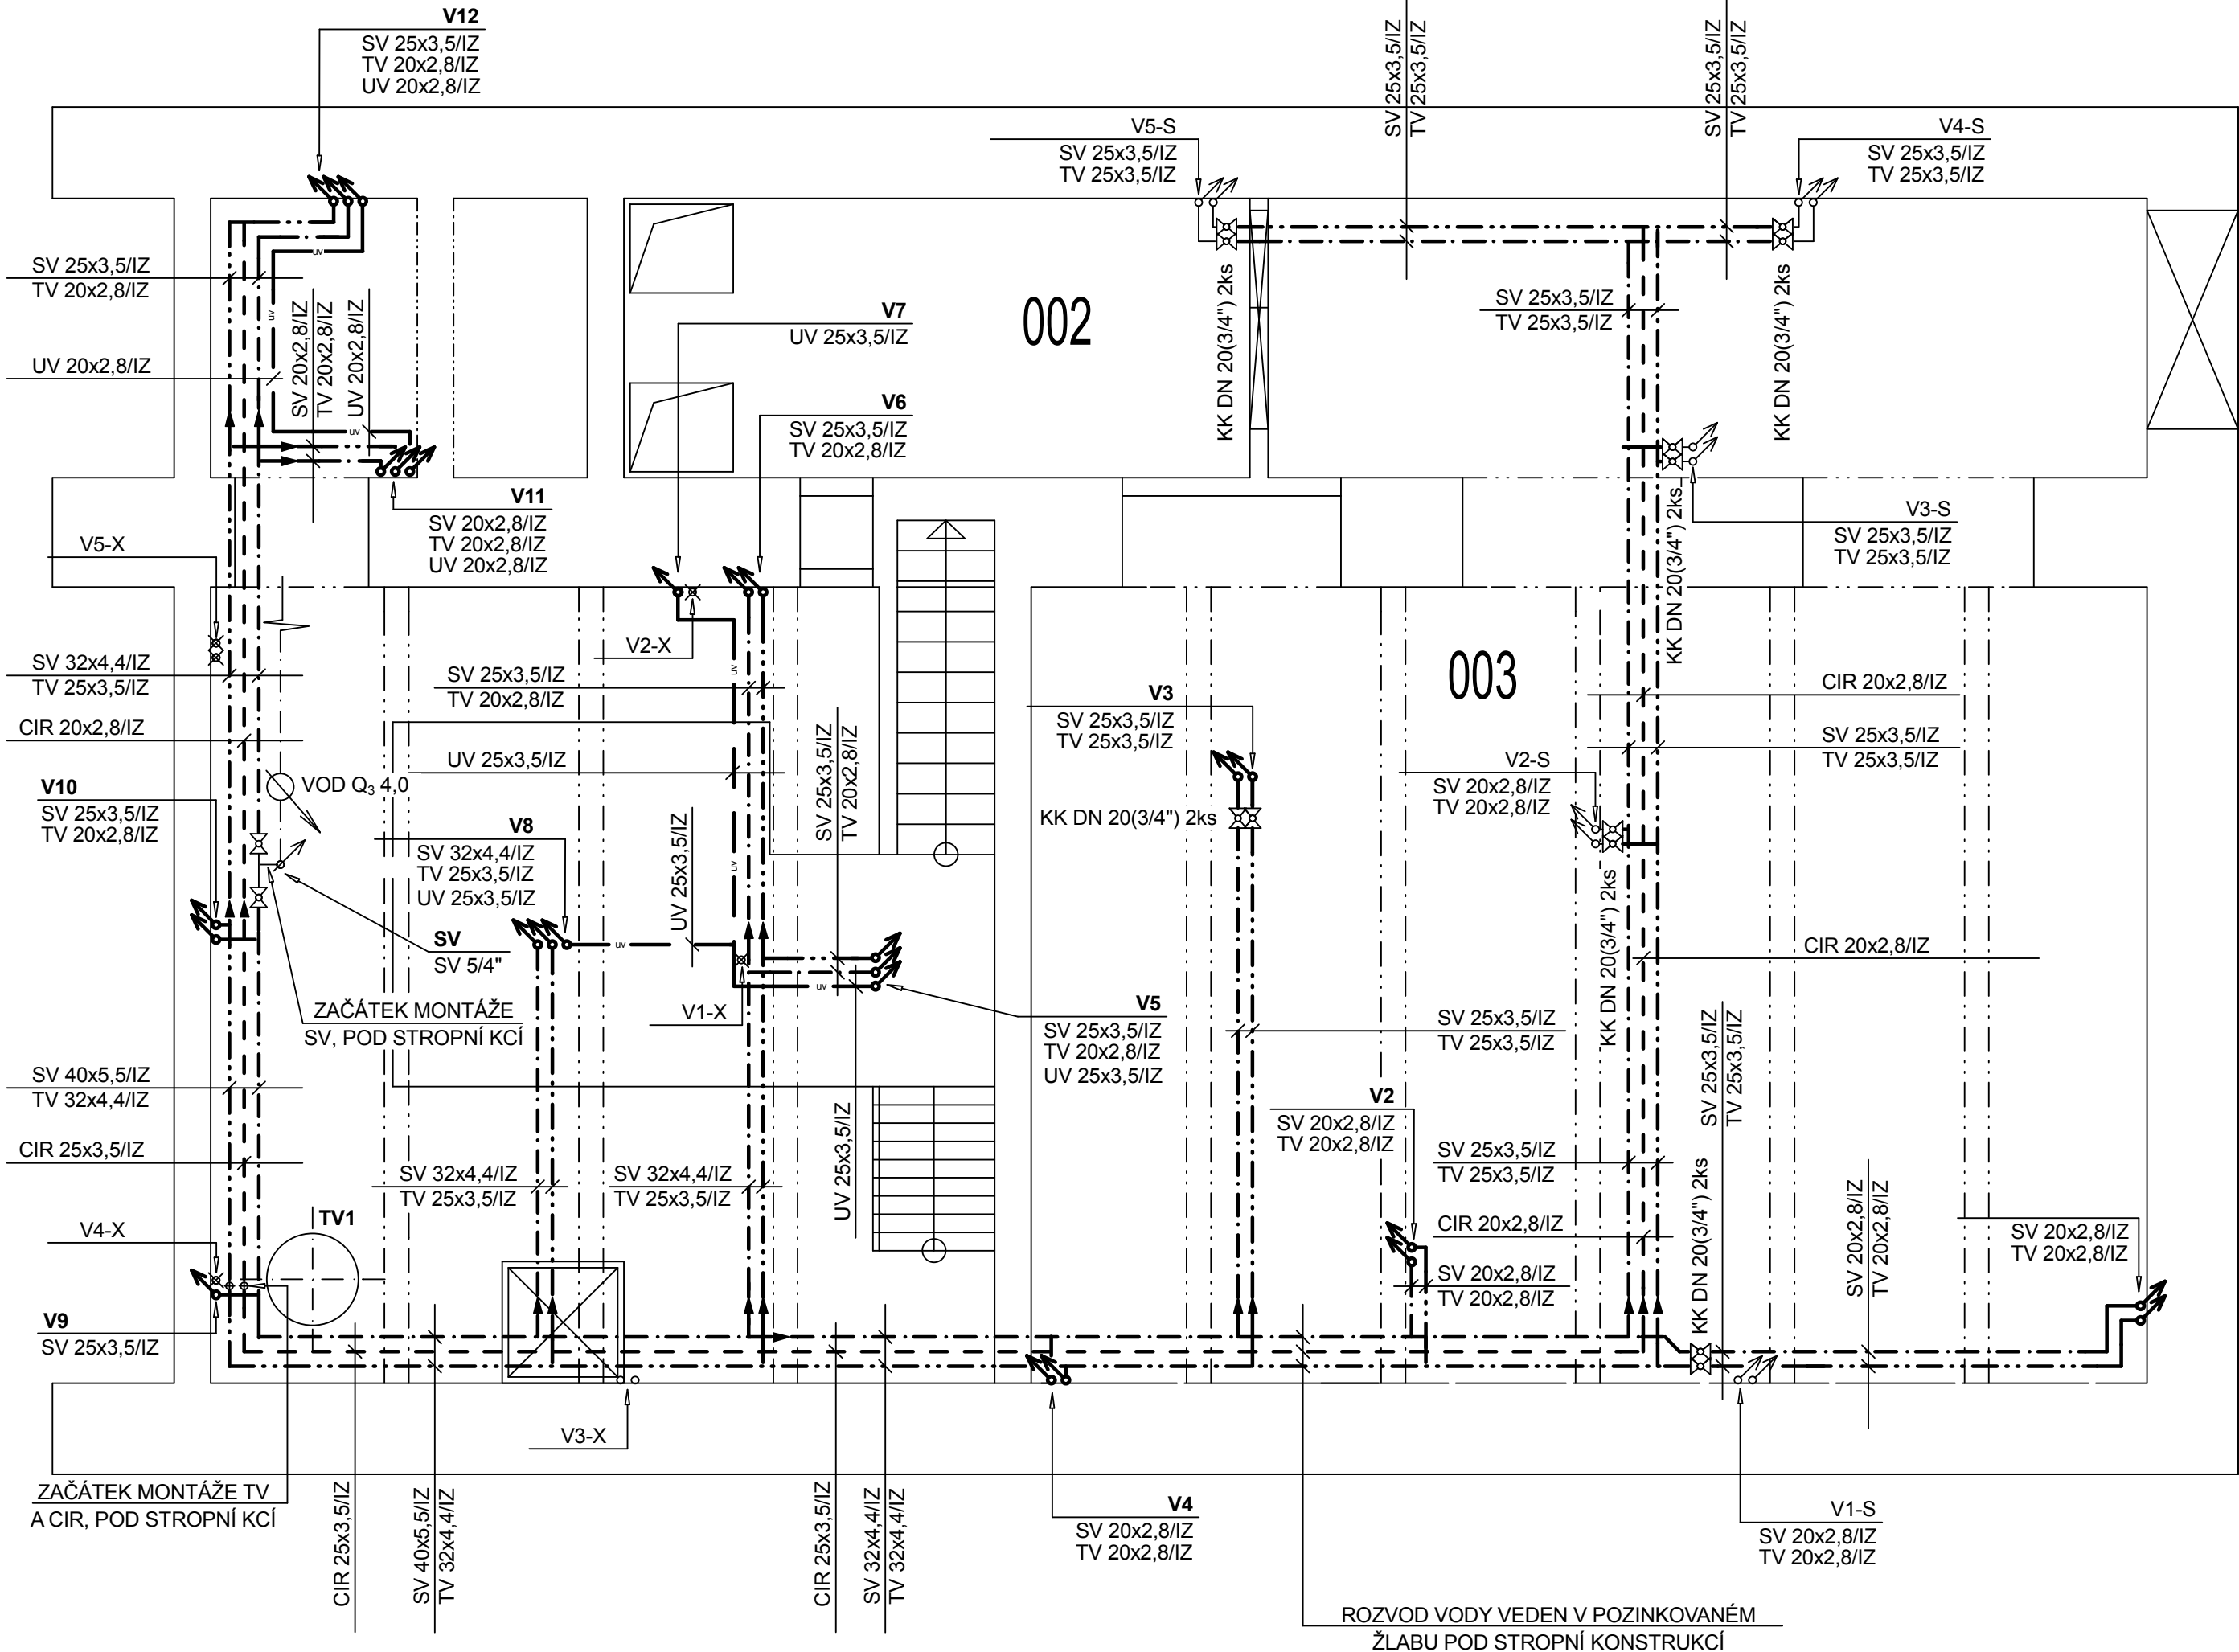 V12
SV 25x3,5/IZ
TV 20x2,8/IZ
UV 20x2,8/IZ
SV 25x3,5/IZ
TV 25x3,5/IZ
SV 25x3,5/IZ
TV 25x3,5/IZ
V5-S
SV 25x3,5/IZ
TV 25x3,5/IZ
V4-S
SV 25x3,5/IZ
TV 25x3,5/IZ
uv
SV 25x3,5/IZ
TV 20x2,8/IZ
uv
UV 20x2,8/IZ
SV 20x2,8/IZ
TV 20x2,8/IZ
UV 20x2,8/IZ
uv
V7
UV 25x3,5/IZ
002
KK DN 20(3/4") 2ks
SV 25x3,5/IZ
TV 25x3,5/IZ
KK DN 20(3/4") 2ks
V6
SV 25x3,5/IZ
TV 20x2,8/IZ
V11
SV 20x2,8/IZ
TV 20x2,8/IZ
UV 20x2,8/IZ
V5-X
V3-S
SV 25x3,5/IZ
TV 25x3,5/IZ
KK DN 20(3/4") 2ks
V2-X
SV 32x4,4/IZ
TV 25x3,5/IZ
SV 25x3,5/IZ
TV 20x2,8/IZ
uv
003
CIR 20x2,8/IZ
V3
SV 25x3,5/IZ
TV 25x3,5/IZ
CIR 20x2,8/IZ
SV 25x3,5/IZ
TV 25x3,5/IZ
UV 25x3,5/IZ
SV 25x3,5/IZ
TV 20x2,8/IZ
V2-S
SV 20x2,8/IZ
TV 20x2,8/IZ
VOD Q₃ 4,0
V10
SV 25x3,5/IZ
TV 20x2,8/IZ
KK DN 20(3/4") 2ks
V8
SV 32x4,4/IZ
TV 25x3,5/IZ
UV 25x3,5/IZ
UV 25x3,5/IZ
uv
KK DN 20(3/4") 2ks
SV
SV 5/4"
uv
CIR 20x2,8/IZ
uv
ZAČÁTEK MONTÁŽE
SV, POD STROPNÍ KCÍ
V1-X
V5
SV 25x3,5/IZ
TV 20x2,8/IZ
UV 25x3,5/IZ
SV 25x3,5/IZ
TV 25x3,5/IZ
SV 25x3,5/IZ
TV 25x3,5/IZ
SV 40x5,5/IZ
TV 32x4,4/IZ
V2
SV 20x2,8/IZ
TV 20x2,8/IZ
CIR 25x3,5/IZ
SV 32x4,4/IZ
TV 25x3,5/IZ
SV 32x4,4/IZ
TV 25x3,5/IZ
UV 25x3,5/IZ
SV 25x3,5/IZ
TV 25x3,5/IZ
KK DN 20(3/4") 2ks
SV 20x2,8/IZ
TV 20x2,8/IZ
V4-X
TV1
CIR 20x2,8/IZ
SV 20x2,8/IZ
TV 20x2,8/IZ
SV 20x2,8/IZ
TV 20x2,8/IZ
V9
SV 25x3,5/IZ
V3-X
ZAČÁTEK MONTÁŽE TV
A CIR, POD STROPNÍ KCÍ
CIR 25x3,5/IZ
SV 40x5,5/IZ
TV 32x4,4/IZ
CIR 25x3,5/IZ
SV 32x4,4/IZ
TV 32x4,4/IZ
V4
SV 20x2,8/IZ
TV 20x2,8/IZ
V1-S
SV 20x2,8/IZ
TV 20x2,8/IZ
ROZVOD VODY VEDEN V POZINKOVANÉM
ŽLABU POD STROPNÍ KONSTRUKCÍ